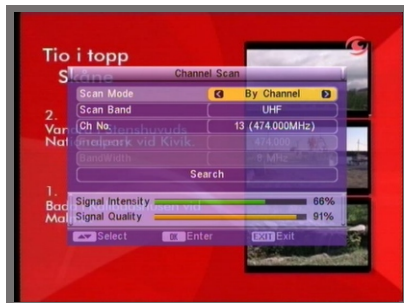 Tio i topp
Skåne
Channel Scan
Scan Mode
By Channel
Scan Band
UHF
2.
Ch No.
13 (474.000MHz)
Nationalpark vid Kivik.
474.000
BandWidth
8 MHz
Search
1.
Signal Intensity
66%
Signal Quality
91%
Select
OK Enter
EXIT Exit